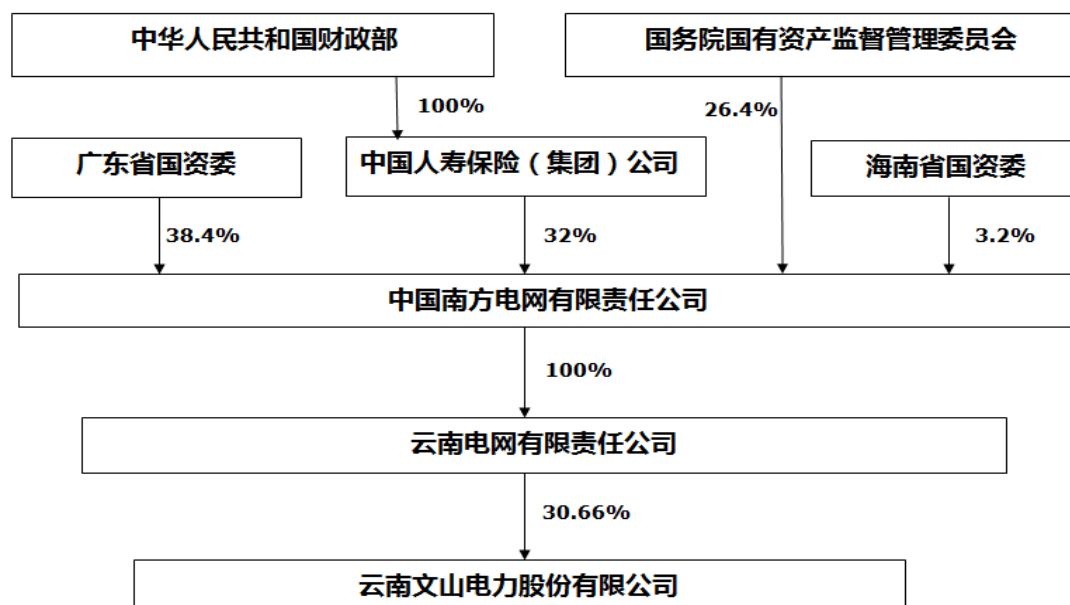 中华人民共和国财政部
国务院国有资产监督管理委员会
100%
26.4%
广东省国资委
中国人寿保险（集团）公司
海南省国资委
38.4%
32%
3.2%
中国南方电网有限责任公司
100%
云南电网有限责任公司
30.66%
云南文山电力股份有限公司